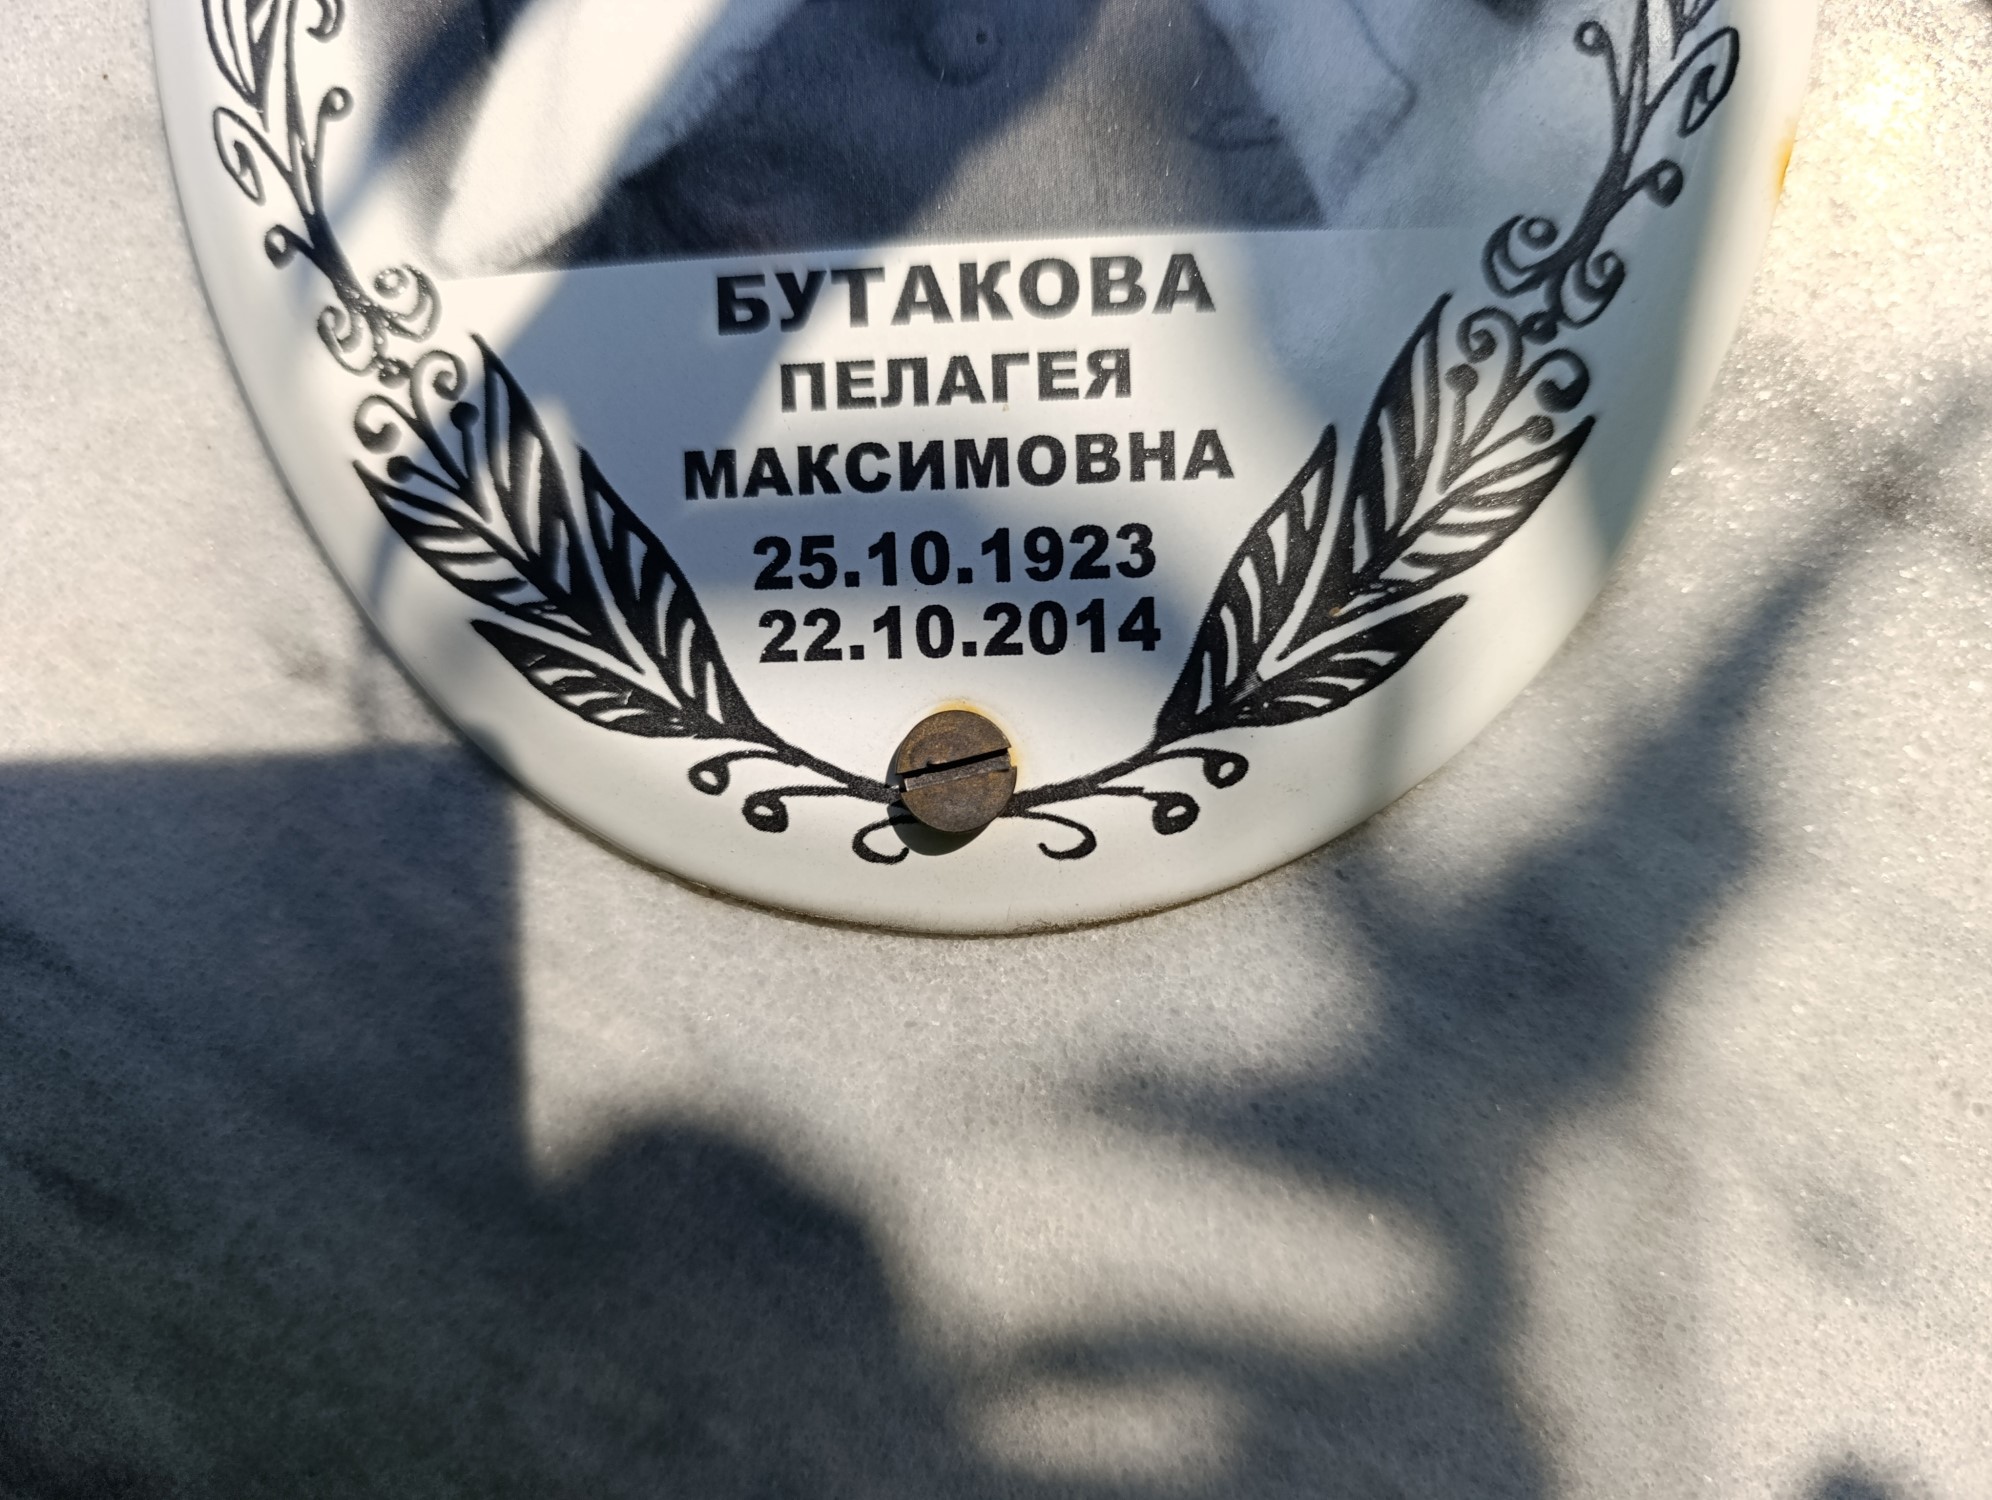 БУТАКОВА
ПЕЛАГЕЯ
МАКСИМОВНА
25.10.1923
22.10.2014